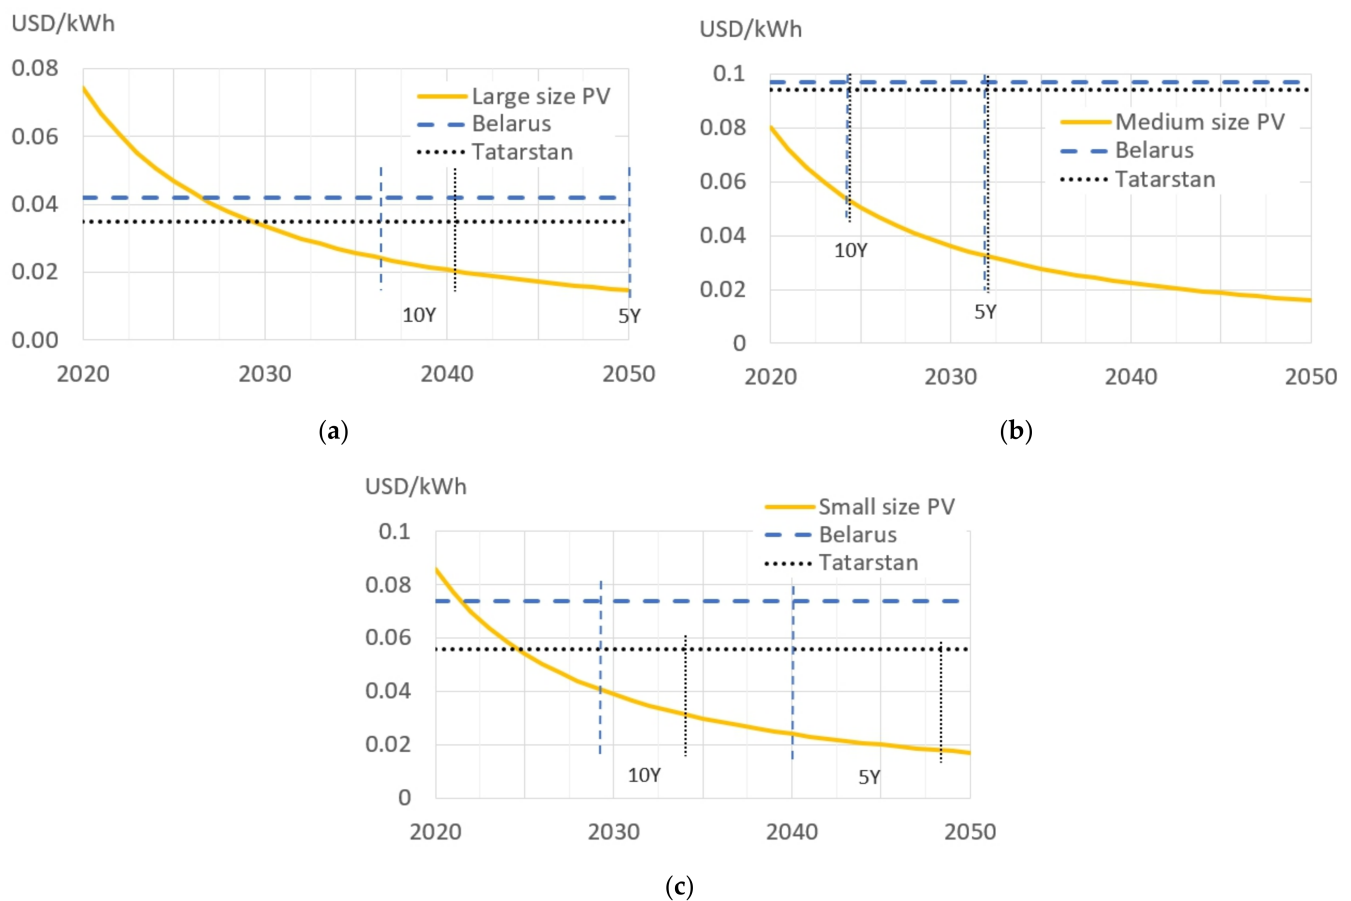 USD/kWh
0.08
0.06
0.04
0.02
0.00
Large size PV
Belarus
Tatarstan
10Y
5Y
2020
2030
2040
2050
(a)
USD/kWh
0.1
0.08
0.06
0.04
0.02
0
Medium size PV
Belarus
Tatarstan
10Y
5Y
2020
2030
2040
2050
(b)
USD/kWh
0.1
0.08
0.06
0.04
0.02
0
Small size PV
Belarus
Tatarstan
10Y
5Y
2020
2030
2040
2050
(c)